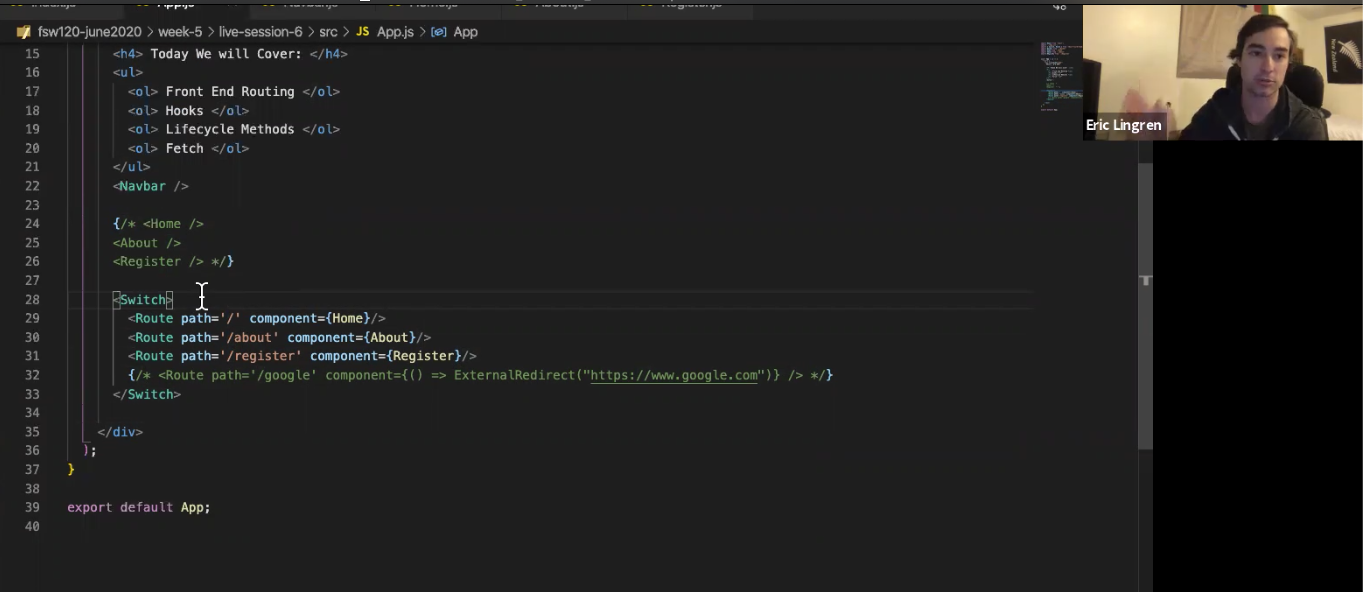 App.js
fsw120-june2020 > week-5 > live-session-6 > src > JS App.js > App
15 <h4> Today We will Cover: </h4>
16 <ul>
17 <ol> Front End Routing </ol>
18 <ol> Hooks </ol>
19 <ol> Lifecycle Methods </ol>
20 <ol> Fetch </ol>
21 </ul>
22 <Navbar />
23
24 {/* <Home />
25 <About />
26 <Register /> */}
27
28 <Switch>
29 <Route path='/' component={Home}/>
30 <Route path='/about' component={About}/>
31 <Route path='/register' component={Register}/>
32 {/* <Route path='/google' component={() => ExternalRedirect("https://www.google.com")} /> */}
33 </Switch>
34
35 </div>
36 );
37 }
38
39 export default App;
40
Eric Lingren
New Zealand